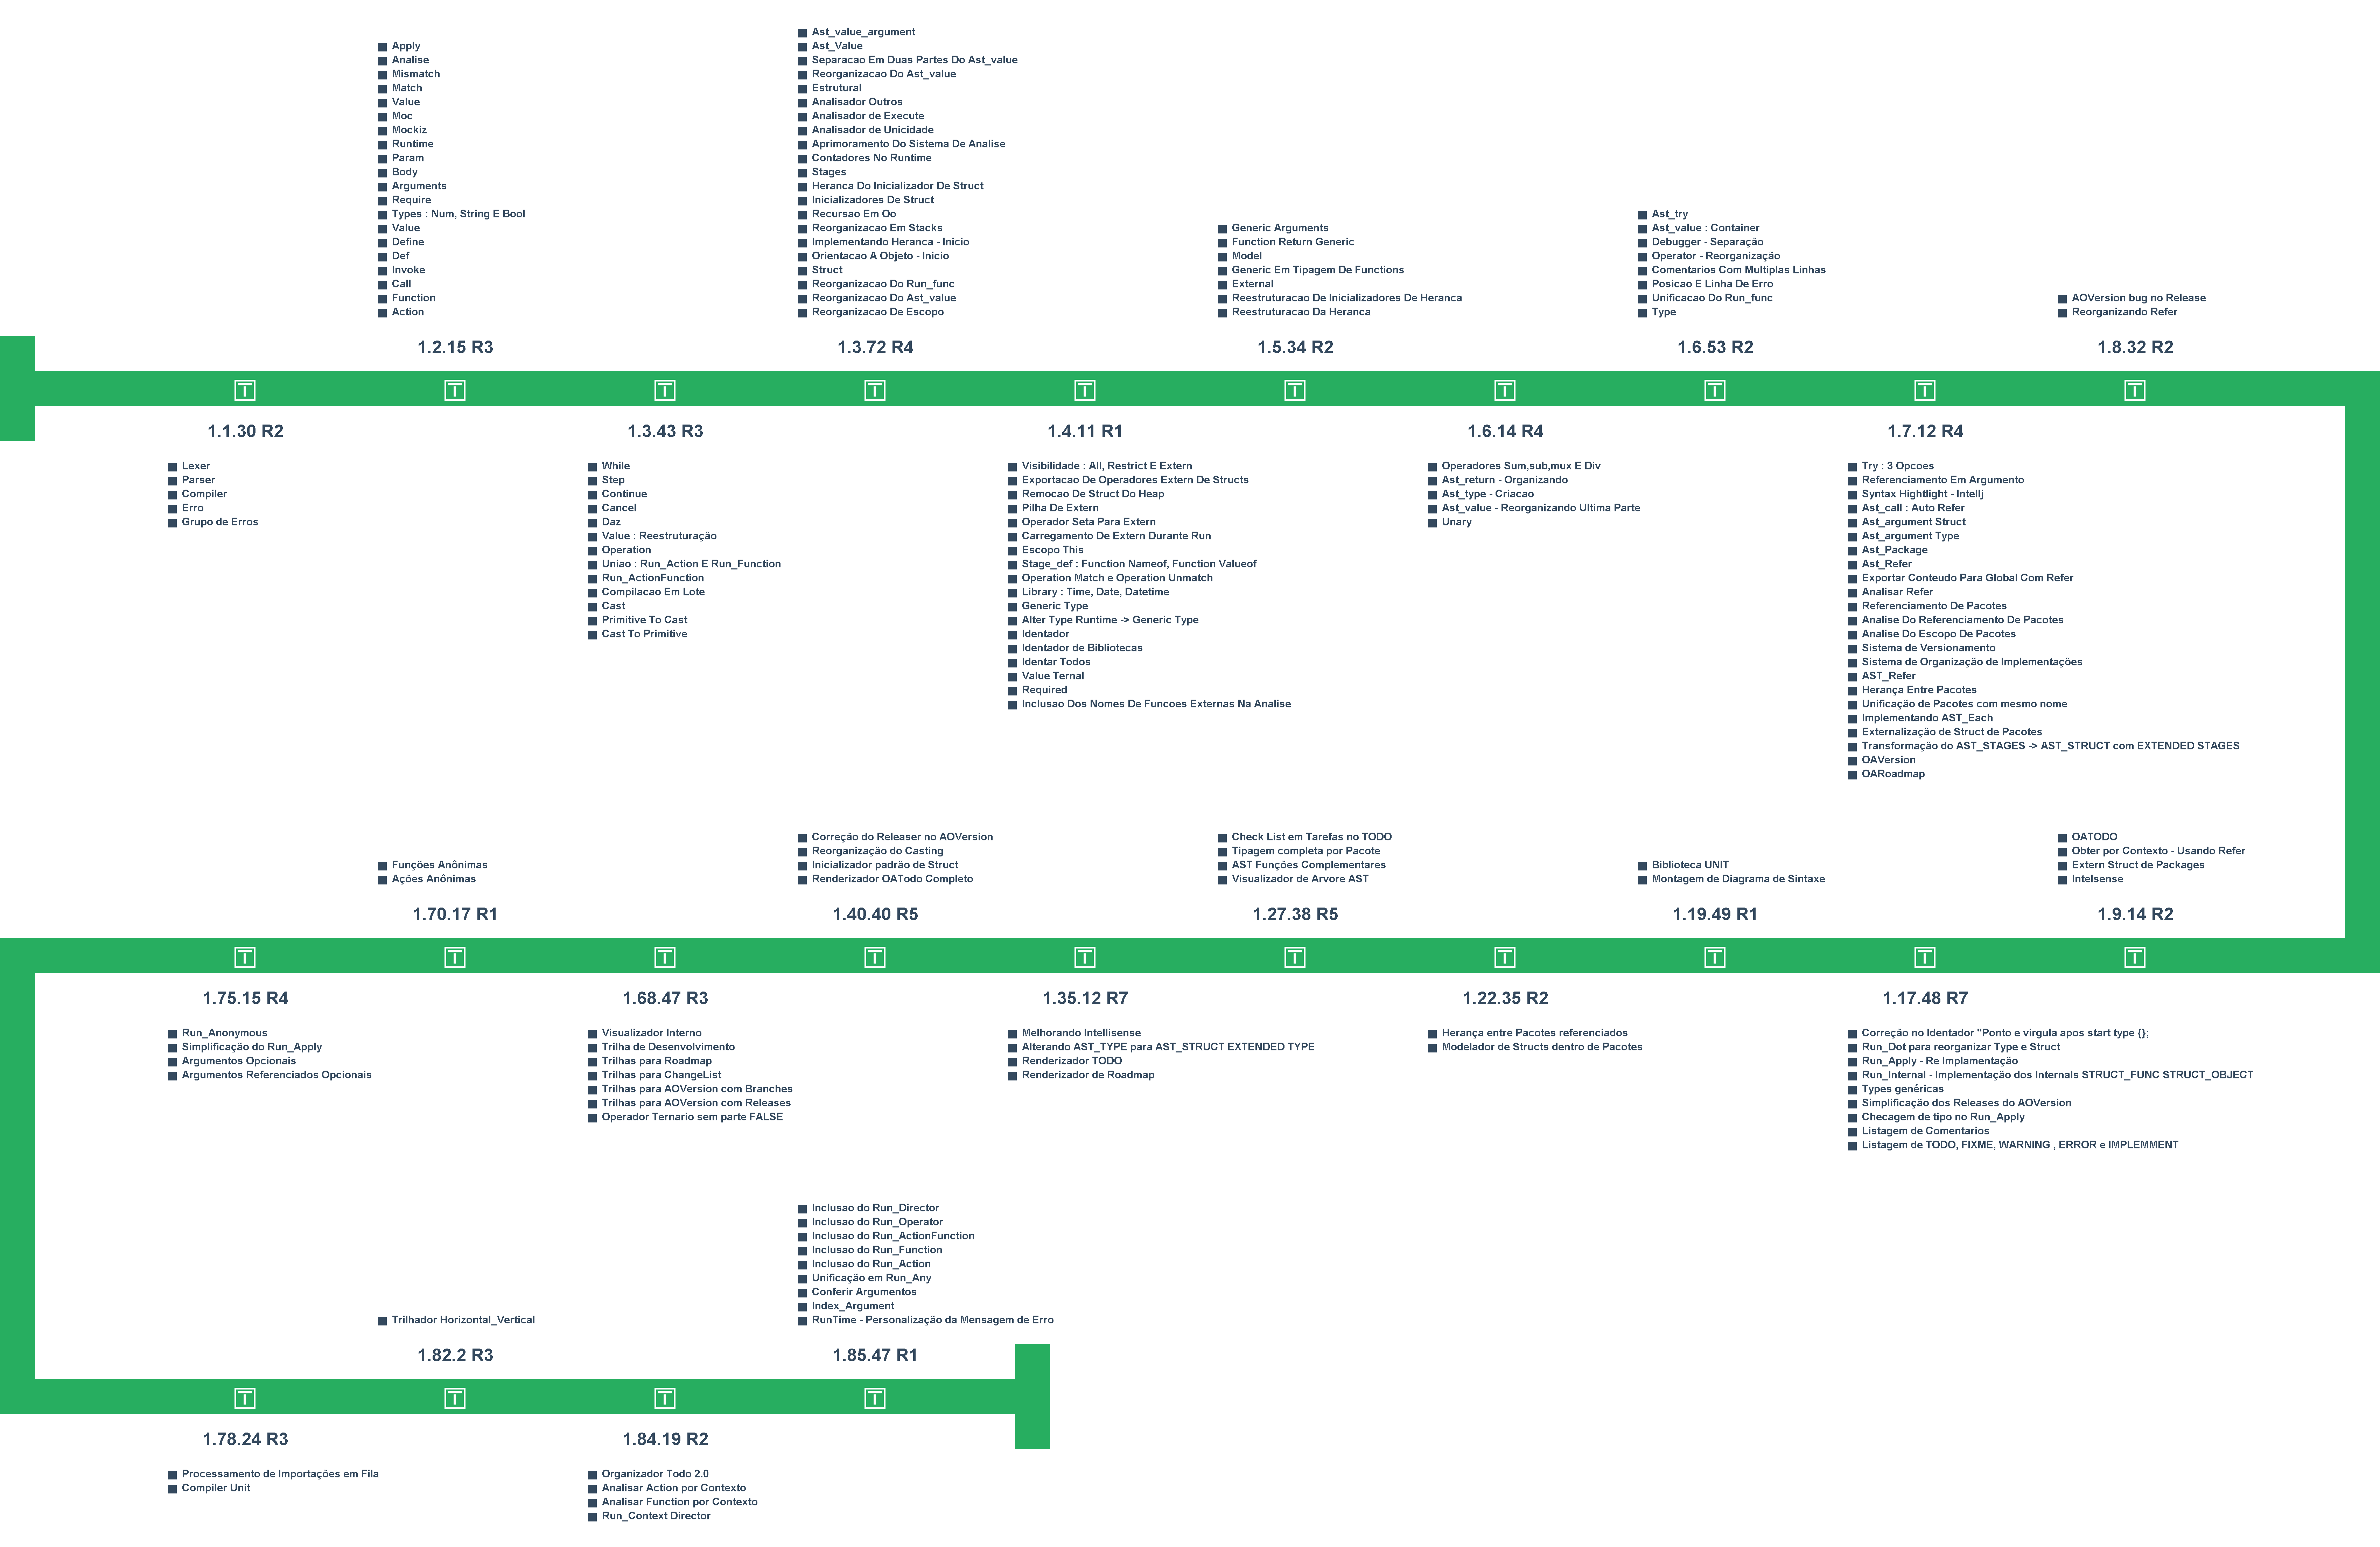 Apply
Analise
Mismatch
Match
Value
Moc
Mockiz
Runtime
Param
Body
Arguments
Require
Types : Num, String E Bool
Value
Define
Def
Invoke
Call
Function
Action
1.2.15 R3
Ast_value_argument
Ast_Value
Separacao Em Duas Partes Do Ast_value
Reorganizacao Do Ast_value
Estrutural
Analisador Outros
Analisador de Execute
Analisador de Unicidade
Aprimoramento Do Sistema De Analise
Contadores No Runtime
Stages
Heranca Do Inicializador De Struct
Inicializadores De Struct
Recursao Em Oo
Reorganizacao Em Stacks
Implementando Heranca - Inicio
Orientacao A Objeto - Inicio
Struct
Reorganizacao Do Run_func
Reorganizacao Do Ast_value
Reorganizacao De Escopo
1.3.72 R4
Generic Arguments
Function Return Generic
Model
Generic Em Tipagem De Functions
External
Reestruturacao De Inicializadores De Heranca
Reestruturacao Da Heranca
1.5.34 R2
Ast_try
Ast_value : Container
Debugger - Separação
Operator - Reorganização
Comentarios Com Multiplas Linhas
Posicao E Linha De Erro
Unificacao Do Run_func
Type
1.6.53 R2
AOVersion bug no Release
Reorganizando Refer
1.8.32 R2
1.1.30 R2
Lexer
Parser
Compiler
Erro
Grupo de Erros
1.3.43 R3
While
Step
Continue
Cancel
Daz
Value : Reestruturação
Operation
Uniao : Run_Action E Run_Function
Run_ActionFunction
Compilacao Em Lote
Cast
Primitive To Cast
Cast To Primitive
1.4.11 R1
Visibilidade : All, Restrict E Extern
Exportacao De Operadores Extern De Structs
Remocao De Struct Do Heap
Pilha De Extern
Operador Seta Para Extern
Carregamento De Extern Durante Run
Escopo This
Stage_def : Function Nameof, Function Valueof
Operation Match e Operation Unmatch
Library : Time, Date, Datetime
Generic Type
Alter Type Runtime -> Generic Type
Identador
Identador de Bibliotecas
Identar Todos
Value Ternal
Required
Inclusao Dos Nomes De Funcoes Externas Na Analise
1.6.14 R4
Operadores Sum,sub,mux E Div
Ast_return - Organizando
Ast_type - Criacao
Ast_value - Reorganizando Ultima Parte
Unary
1.7.12 R4
Try : 3 Opcoes
Referenciamento Em Argumento
Syntax Hightlight - Intellj
Ast_call : Auto Refer
Ast_argument Struct
Ast_argument Type
Ast_Package
Ast_Refer
Exportar Conteudo Para Global Com Refer
Analisar Refer
Referenciamento De Pacotes
Analise Do Referenciamento De Pacotes
Analise Do Escopo De Pacotes
Sistema de Versionamento
Sistema de Organização de Implementações
AST_Refer
Herança Entre Pacotes
Unificação de Pacotes com mesmo nome
Implementando AST_Each
Externalização de Struct de Pacotes
Transformação do AST_STAGES -> AST_STRUCT com EXTENDED STAGES
OAVersion
OARoadmap
Funções Anônimas
Ações Anônimas
1.70.17 R1
Correção do Releaser no AOVersion
Reorganização do Casting
Inicializador padrão de Struct
Renderizador OATodo Completo
1.40.40 R5
Check List em Tarefas no TODO
Tipagem completa por Pacote
AST Funções Complementares
Visualizador de Arvore AST
1.27.38 R5
Biblioteca UNIT
Montagem de Diagrama de Sintaxe
1.19.49 R1
OATODO
Obter por Contexto - Usando Refer
Extern Struct de Packages
Intelsense
1.9.14 R2
1.75.15 R4
Run_Anonymous
Simplificação do Run_Apply
Argumentos Opcionais
Argumentos Referenciados Opcionais
1.68.47 R3
Visualizador Interno
Trilha de Desenvolvimento
Trilhas para Roadmap
Trilhas para ChangeList
Trilhas para AOVersion com Branches
Trilhas para AOVersion com Releases
Operador Ternario sem parte FALSE
1.35.12 R7
Melhorando Intellisense
Alterando AST_TYPE para AST_STRUCT EXTENDED TYPE
Renderizador TODO
Renderizador de Roadmap
1.22.35 R2
Herança entre Pacotes referenciados
Modelador de Structs dentro de Pacotes
1.17.48 R7
Correção no Identador "Ponto e virgula apos start type {};
Run_Dot para reorganizar Type e Struct
Run_Apply - Re Implamentação
Run_Internal - Implementação dos Internals STRUCT_FUNC STRUCT_OBJECT
Types genéricas
Simplificação dos Releases do AOVersion
Checagem de tipo no Run_Apply
Listagem de Comentarios
Listagem de TODO, FIXME, WARNING , ERROR e IMPLEMMENT
Trilhador Horizontal_Vertical
1.82.2 R3
Inclusao do Run_Director
Inclusao do Run_Operator
Inclusao do Run_ActionFunction
Inclusao do Run_Function
Inclusao do Run_Action
Unificação em Run_Any
Conferir Argumentos
Index_Argument
RunTime - Personalização da Mensagem de Erro
1.85.47 R1
1.78.24 R3
Processamento de Importações em Fila
Compiler Unit
1.84.19 R2
Organizador Todo 2.0
Analisar Action por Contexto
Analisar Function por Contexto
Run_Context Director